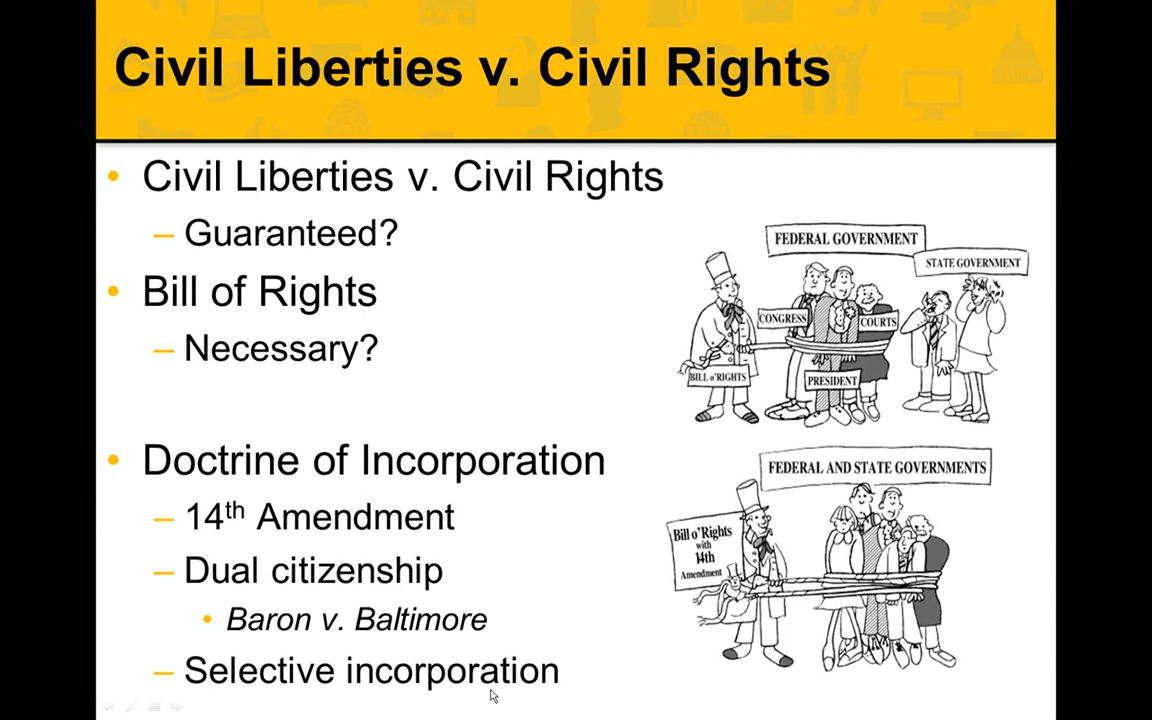 Civil Liberties v. Civil Rights
• Civil Liberties v. Civil Rights
– Guaranteed?
• Bill of Rights
– Necessary?
• Doctrine of Incorporation
– 14th Amendment
– Dual citizenship
• Baron v. Baltimore
– Selective incorporation
FEDERAL GOVERNMENT
STATE GOVERNMENT
CONGRESS
COURTS
BILL o' RIGHTS
PRESIDENT
FEDERAL AND STATE GOVERNMENTS
Bill o' Rights
with
14th
Amendment